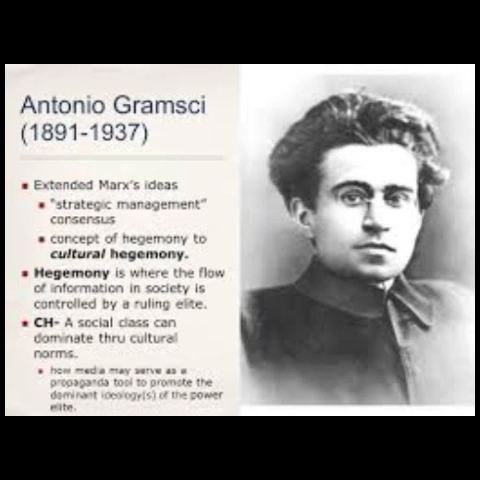 Antonio Gramsci
(1891-1937)
Extended Marx's ideas
"strategic management"
consensus
concept of hegemony to
cultural hegemony.
Hegemony is where the flow
of information in society is
controlled by a ruling elite.
CH- A social class can
dominate thru cultural
norms.
how media may serve as a
propaganda tool to promote the
dominant ideology(s) of the power
elite.